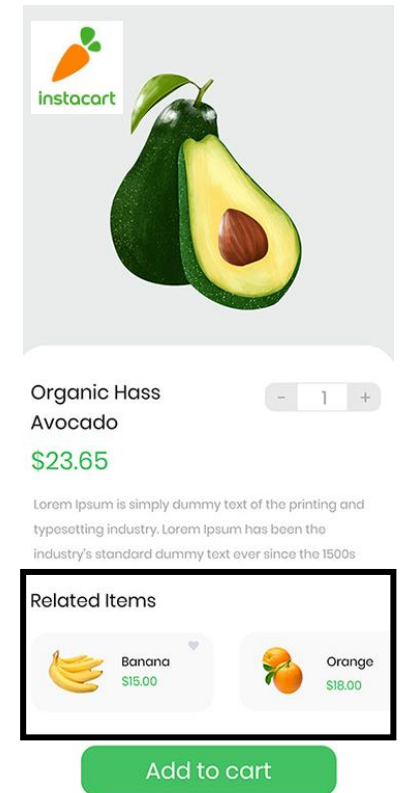 instacart
Organic Hass
Avocado
- 1 +
$23.65
Lorem Ipsum is simply dummy text of the printing and
typesetting industry. Lorem Ipsum has been the
industry's standard dummy text ever since the 1500s
Related Items
Banana
$15.00
Orange
$18.00
Add to cart